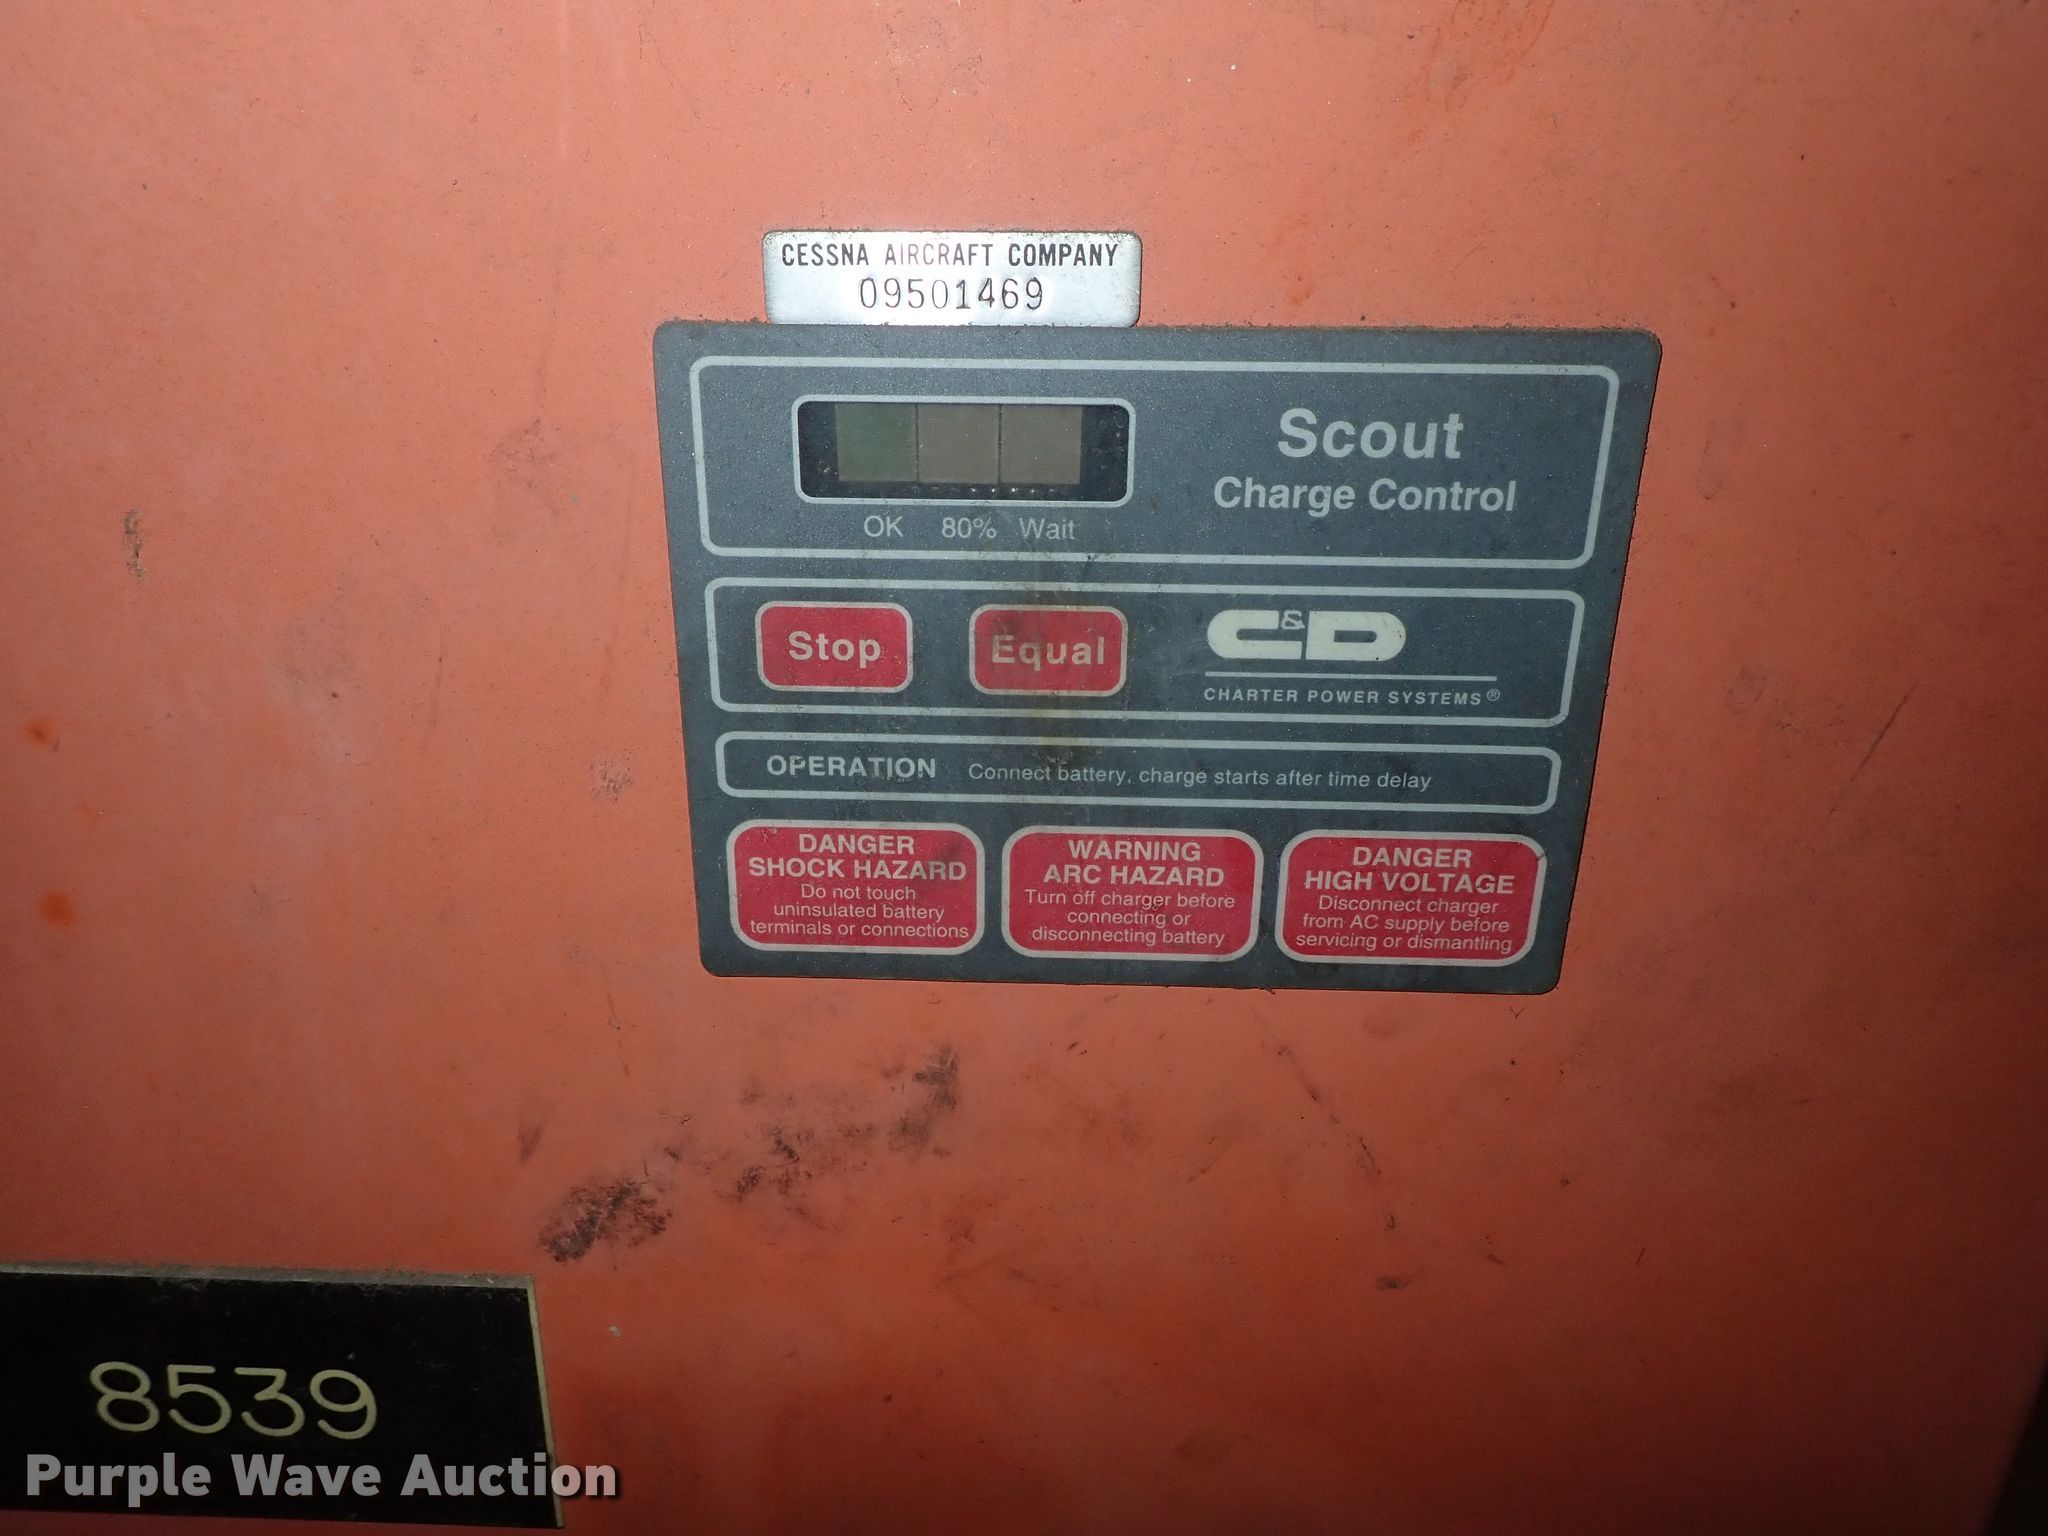 CESSNA AIRCRAFT COMPANY
09501469
Scout
Charge Control
OK 80% Wait
Stop Equal C&D
CHARTER POWER SYSTEMS®
OPERATION Connect battery, charge starts after time delay
DANGER
SHOCK HAZARD
Do not touch
uninsulated battery
terminals or connections
WARNING
ARC HAZARD
Turn off charger before
connecting or
disconnecting battery
DANGER
HIGH VOLTAGE
Disconnect charger
from AC supply before
servicing or dismantling
8539
Purple Wave Auction